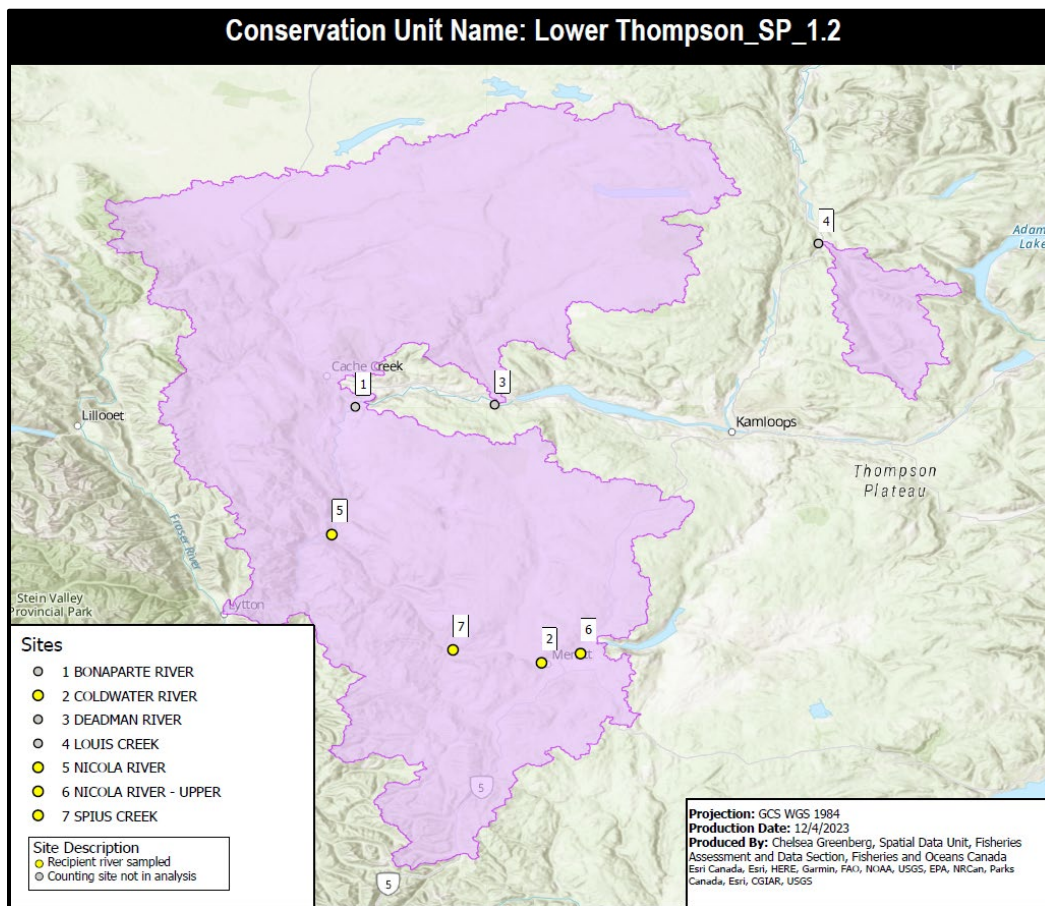 Conservation Unit Name: Lower Thompson_SP_1.2
4
Adam
Lake
Cache Creek
1
3
Lillooet
Kamloops
Thompson
Plateau
5
Fraser River
Stein Valley
Provincial Park
Lytton
7
2
6
Merritt
5
5
Sites
1 BONAPARTE RIVER
2 COLDWATER RIVER
3 DEADMAN RIVER
4 LOUIS CREEK
5 NICOLA RIVER
6 NICOLA RIVER - UPPER
7 SPIUS CREEK
Site Description
Recipient river sampled
Counting site not in analysis
Projection: GCS WGS 1984
Production Date: 12/4/2023
Produced By: Chelsea Greenberg, Spatial Data Unit, Fisheries
Assessment and Data Section, Fisheries and Oceans Canada
Esri Canada, Esri, HERE, Garmin, FAO, NOAA, USGS, EPA, NRCan, Parks
Canada, Esri, CGIAR, USGS